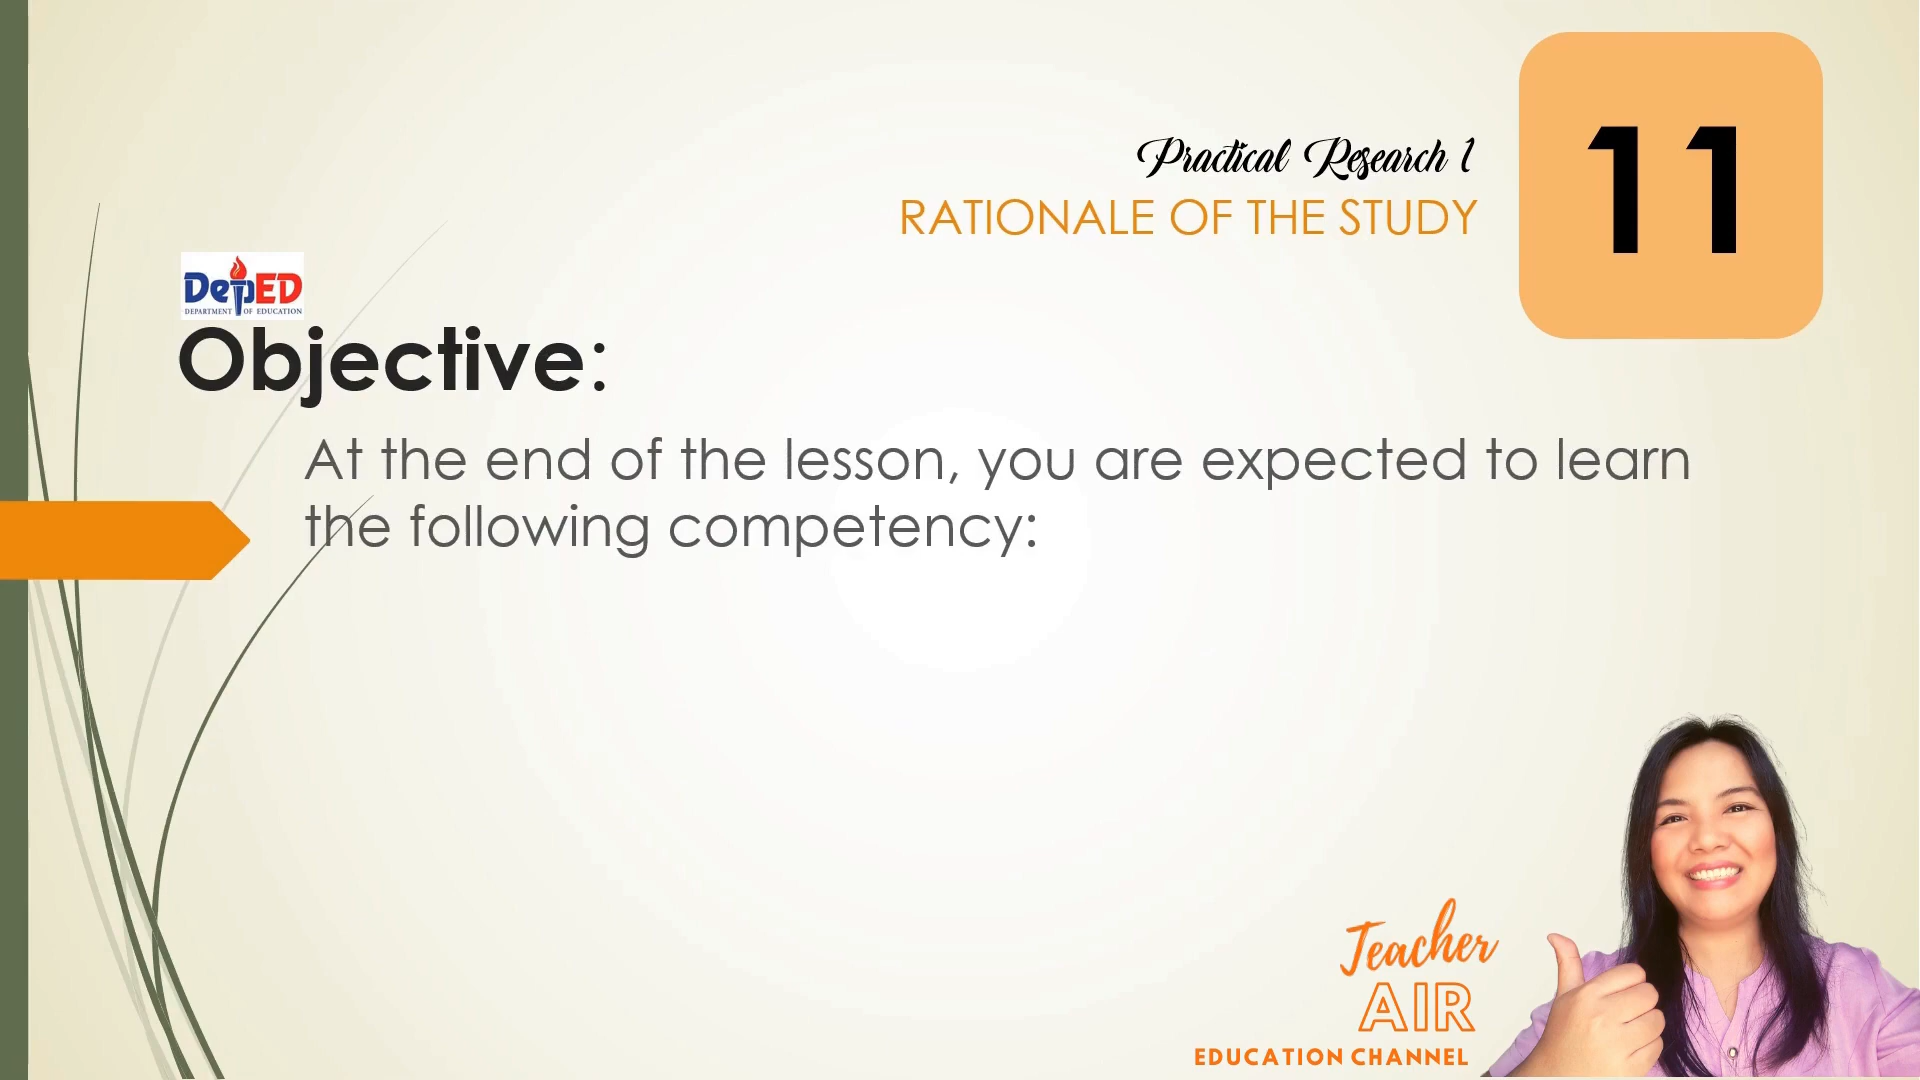 Practical Research 1
RATIONALE OF THE STUDY
11
DepED
DEPARTMENT OF EDUCATION
Objective:
At the end of the lesson, you are expected to learn
the following competency:
Teacher
AIR
EDUCATION CHANNEL